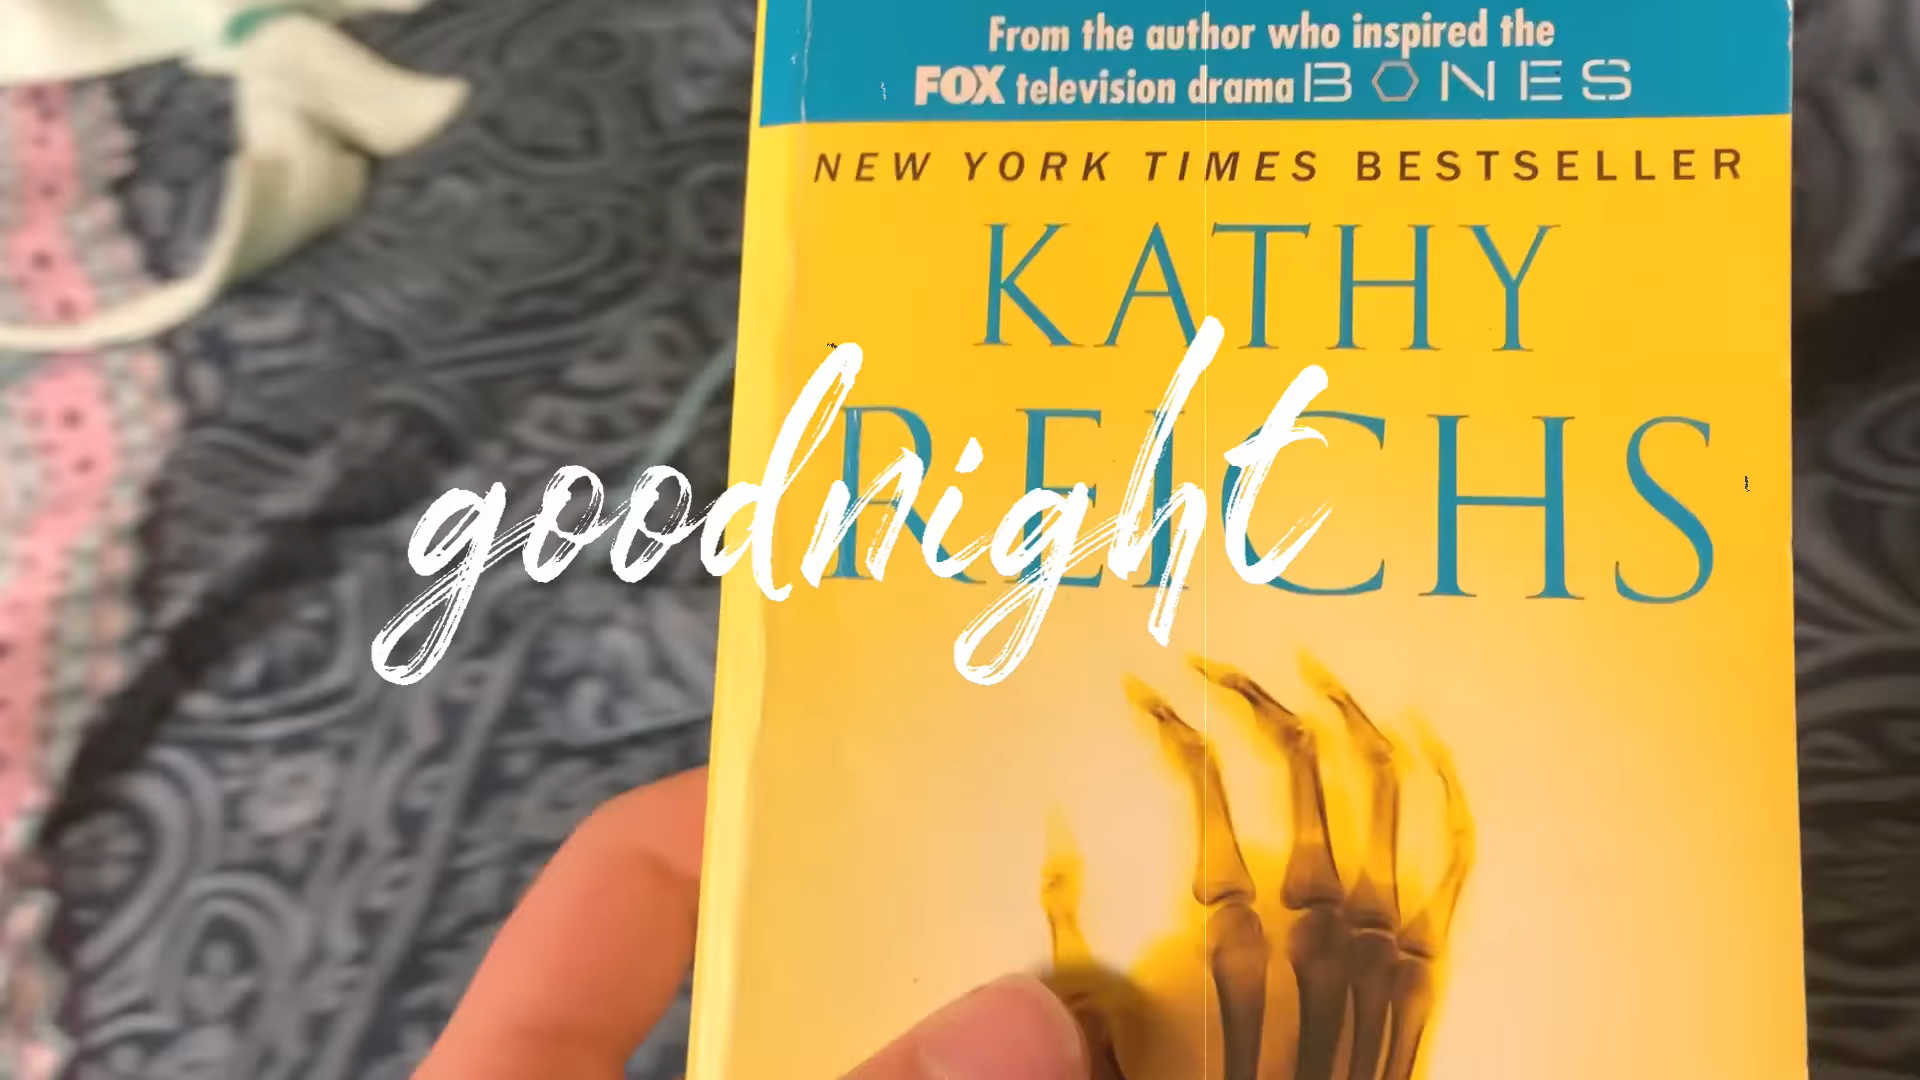 From the author who inspired the
FOX television drama BONES
NEW YORK TIMES BESTSELLER
KATHY
REICHS
goodnight